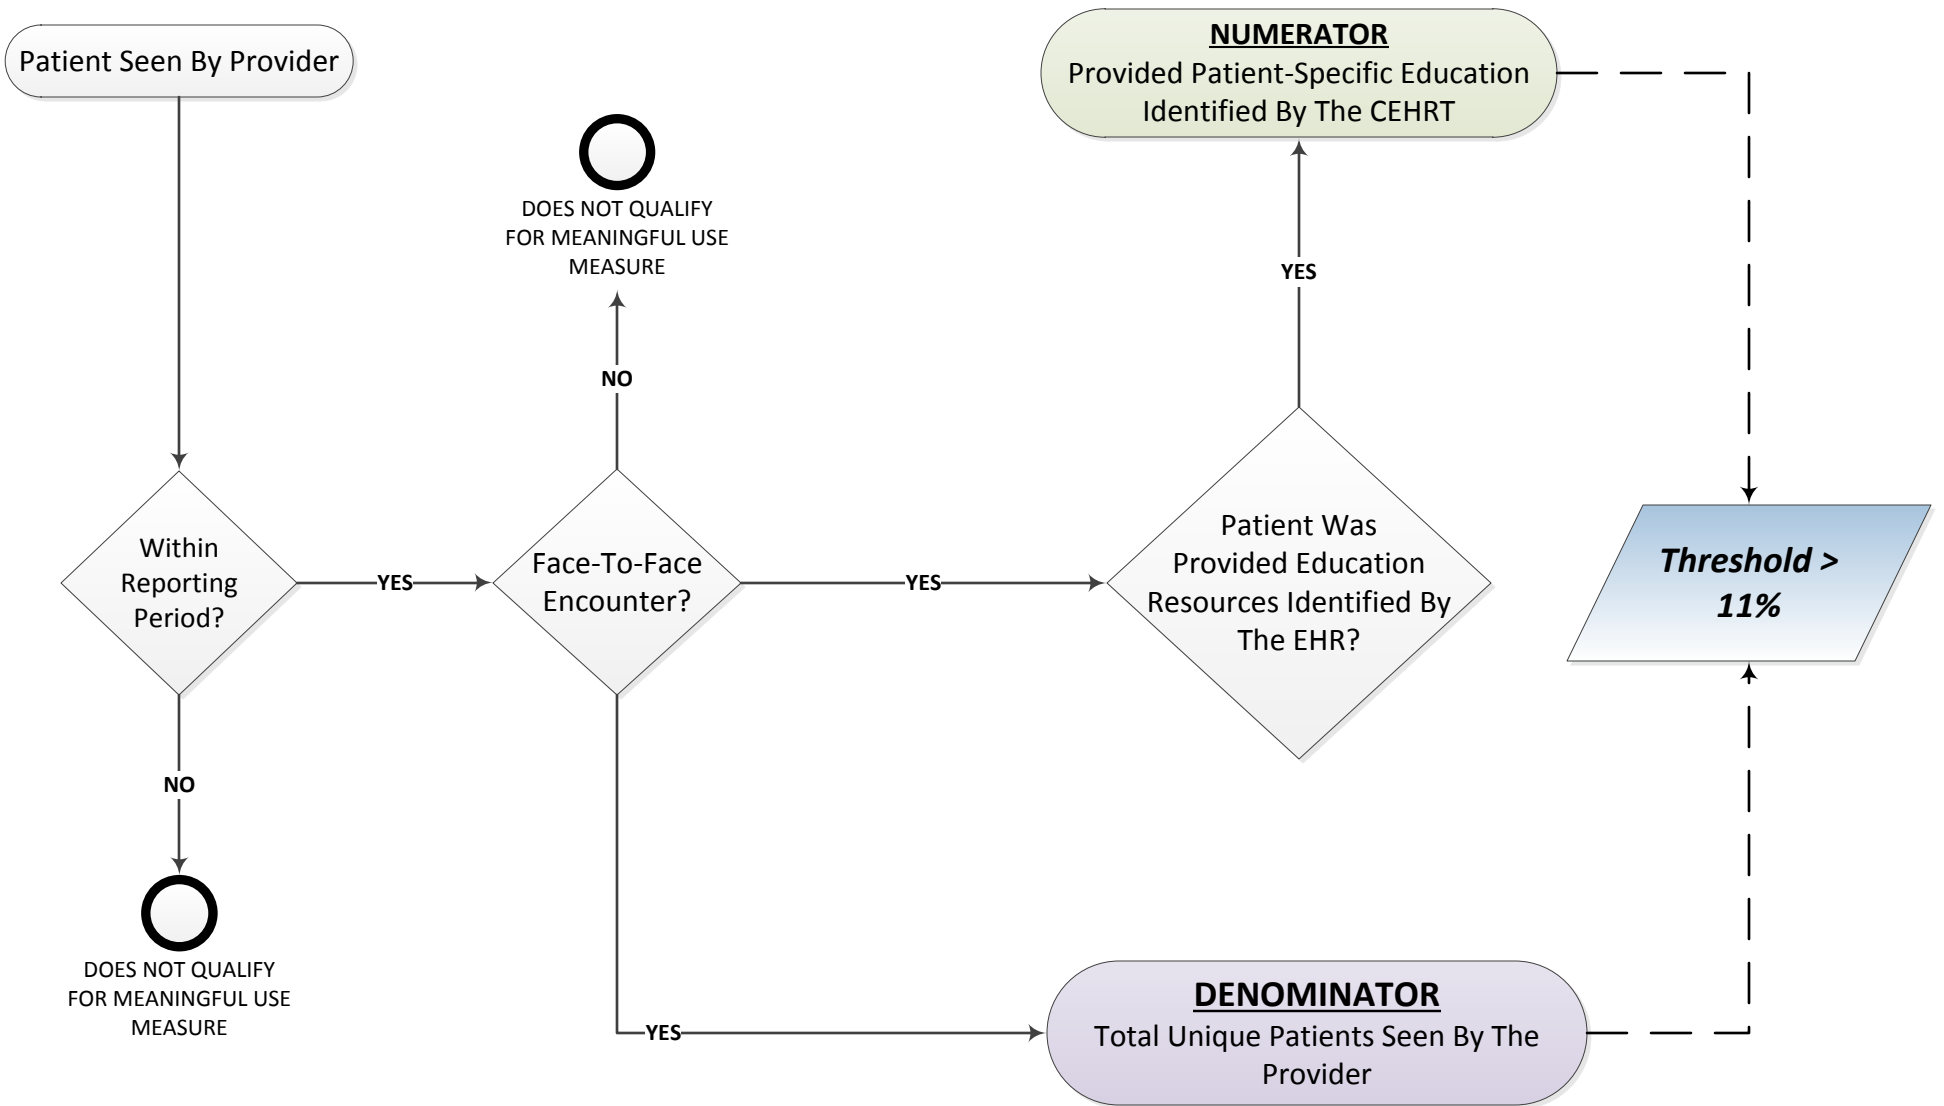 Patient Seen By Provider
NUMERATOR
Provided Patient-Specific Education
Identified By The CEHRT
DOES NOT QUALIFY
FOR MEANINGFUL USE
MEASURE
YES
NO
Within
Reporting
Period?
YES
Face-To-Face
Encounter?
YES
Patient Was
Provided Education
Resources Identified By
The EHR?
Threshold >
11%
NO
DOES NOT QUALIFY
FOR MEANINGFUL USE
MEASURE
YES
DENOMINATOR
Total Unique Patients Seen By The
Provider